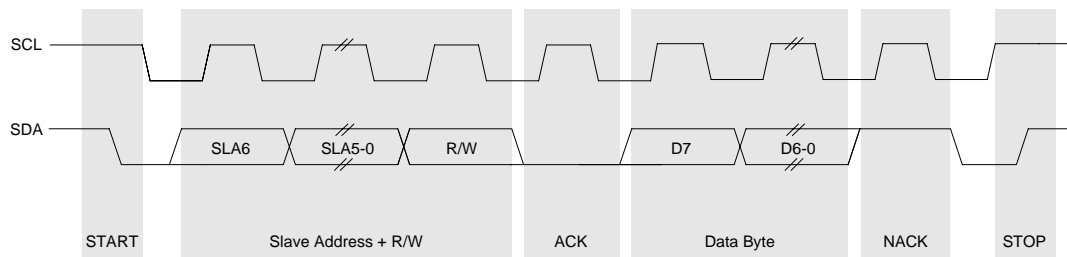 SCL
SDA
SLA6 SLA5-0 R/W D7 D6-0
START Slave Address + R/W ACK Data Byte NACK STOP